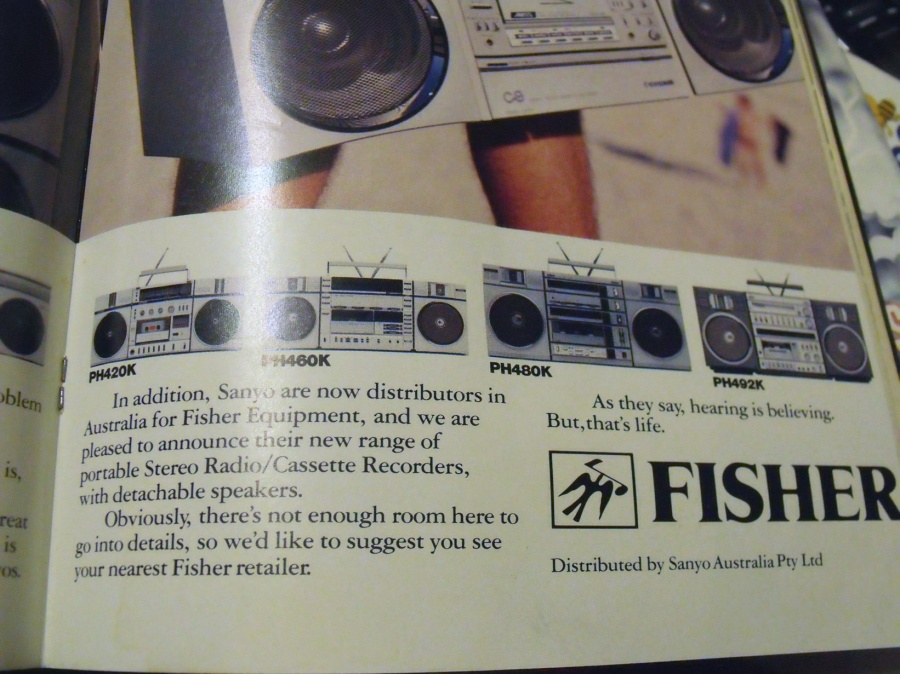 PH420K
PH460K
PH480K
PH492K
In addition, Sanyo are now distributors in
Australia for Fisher Equipment, and we are
pleased to announce their new range of
portable Stereo Radio/Cassette Recorders,
with detachable speakers.
Obviously, there's not enough room here to
go into details, so we'd like to suggest you see
your nearest Fisher retailer.
As they say, hearing is believing.
But, that's life.
FISHER
Distributed by Sanyo Australia Pty Ltd
oblem
is,
reat
is
os.